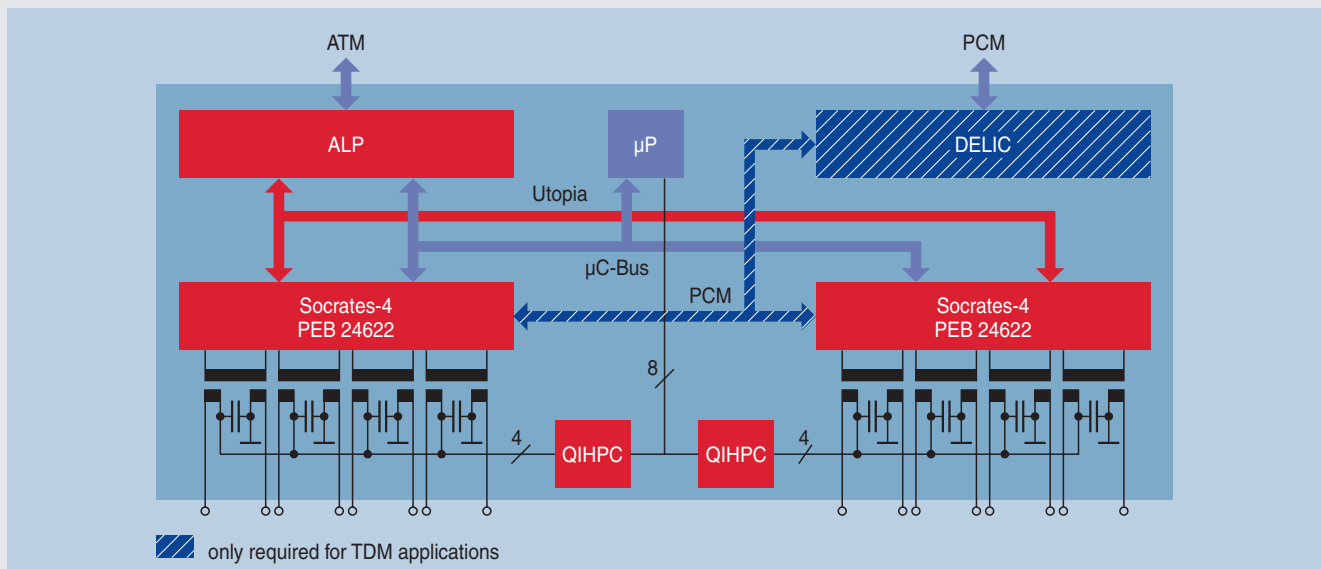 ATM
PCM
ALP
µP
DELIC
Utopia
µC-Bus
Socrates-4
PEB 24622
PCM
Socrates-4
PEB 24622
8
4
QIHPC
QIHPC
4
only required for TDM applications